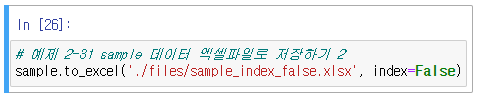 In [26]:
# 예제 2-31 sample 데이터 엑셀파일로 저장하기 2
sample.to_excel('./files/sample_index_false.xlsx', index=False)